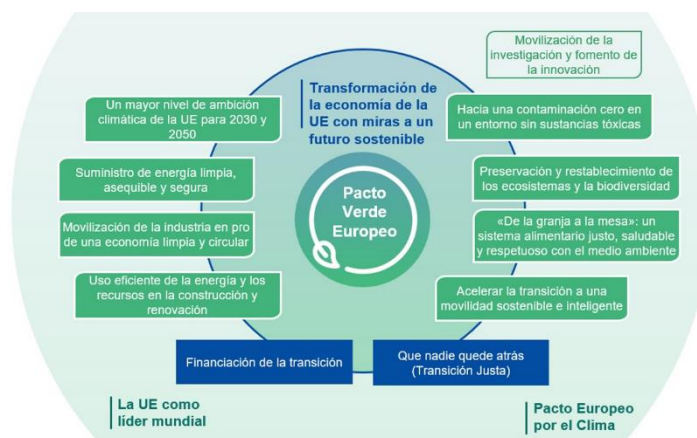 Movilización de la
investigación y fomento de
la innovación
Transformación de
la economía de la
UE con miras a un
futuro sostenible
Un mayor nivel de ambición
climática de la UE para 2030 y
2050
Hacia una contaminación cero en
un entorno sin sustancias tóxicas
Suministro de energía limpia,
asequible y segura
Preservación y restablecimiento de
los ecosistemas y la biodiversidad
Pacto
Verde
Europeo
Movilización de la industria en pro
de una economía limpia y circular
«De la granja a la mesa»: un
sistema alimentario justo, saludable
y respetuoso con el medio ambiente
Uso eficiente de la energía y los
recursos en la construcción y
renovación
Acelerar la transición a una
movilidad sostenible e inteligente
Financiación de la transición
Que nadie quede atrás
(Transición Justa)
La UE como
líder mundial
Pacto Europeo
por el Clima